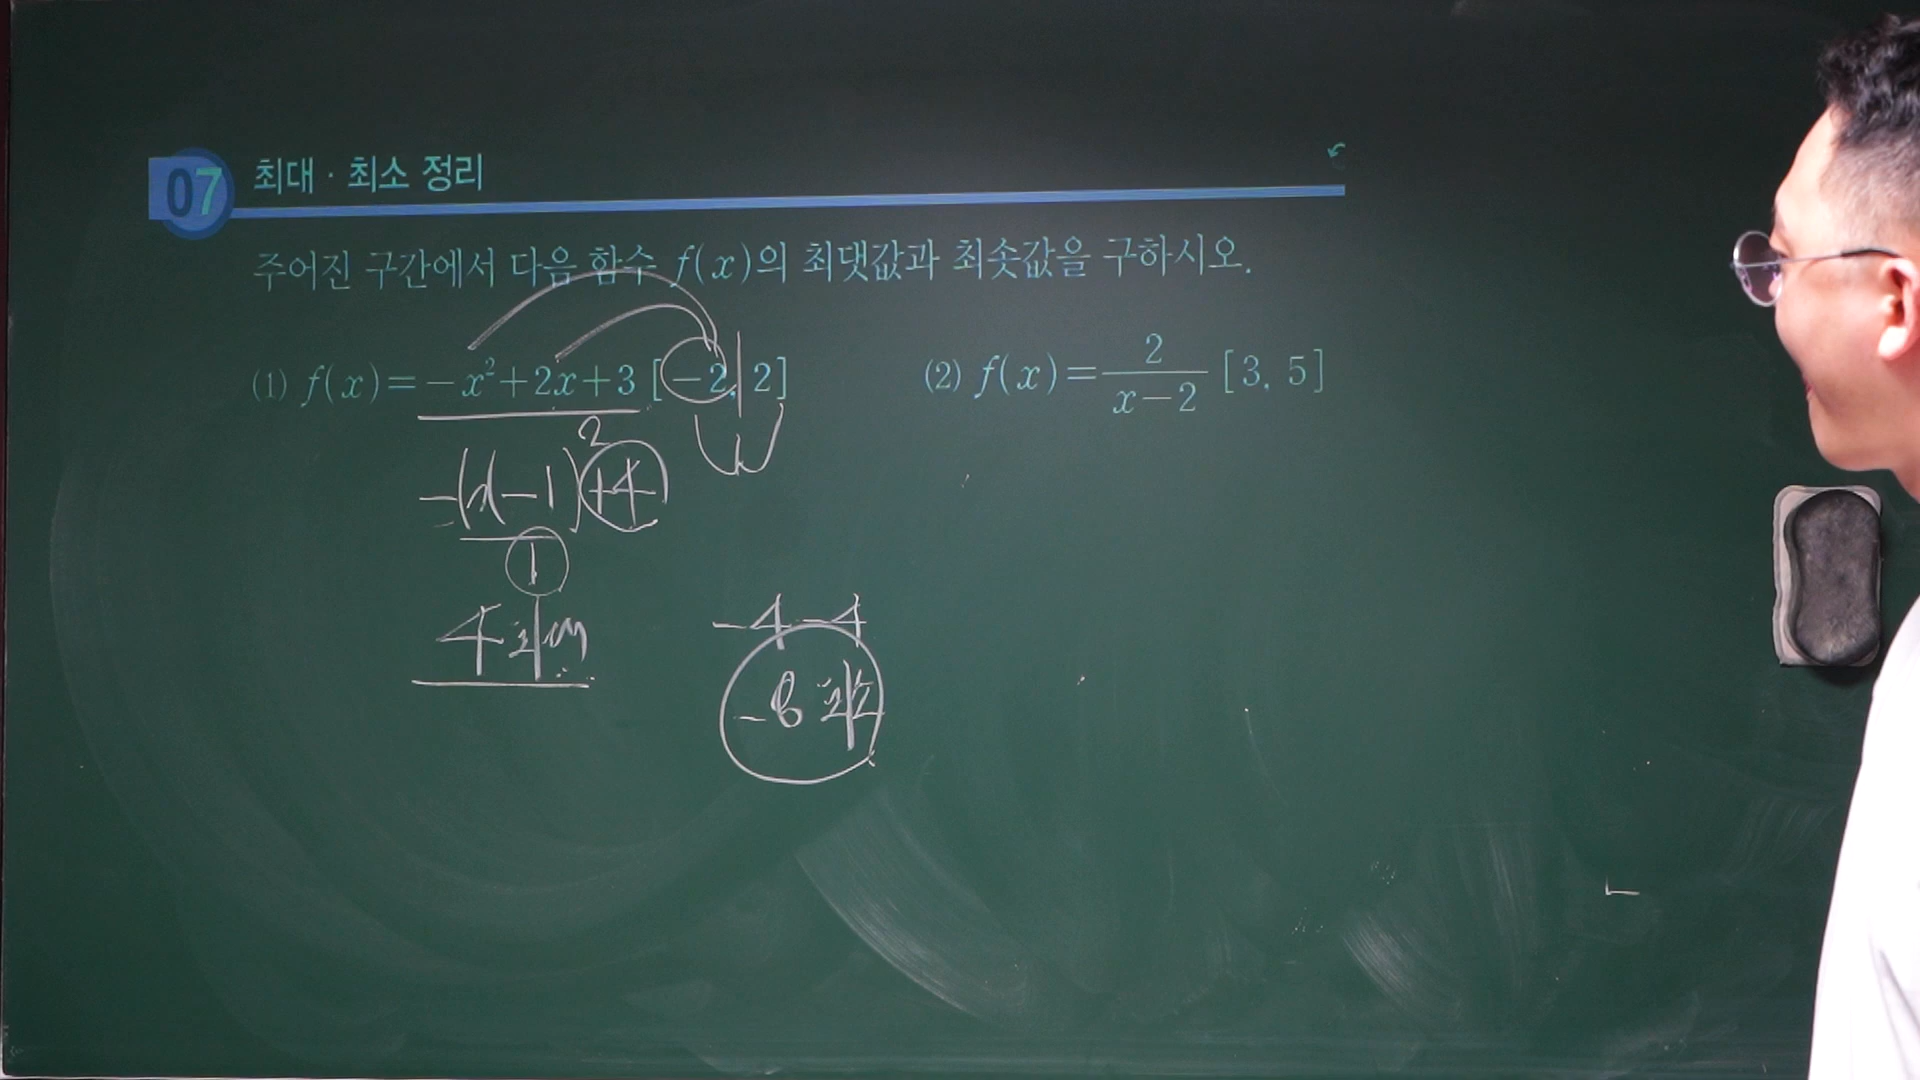 07 최대 · 최소 정리
주어진 구간에서 다음 함수 f(x)의 최댓값과 최솟값을 구하시오.
(1) f(x)=-x²+2x+3 [-2, 2]
(2) f(x)=2/(x-2) [3, 5]
-(x-1)²+4
1
4 최대
-4-4
-8 최소